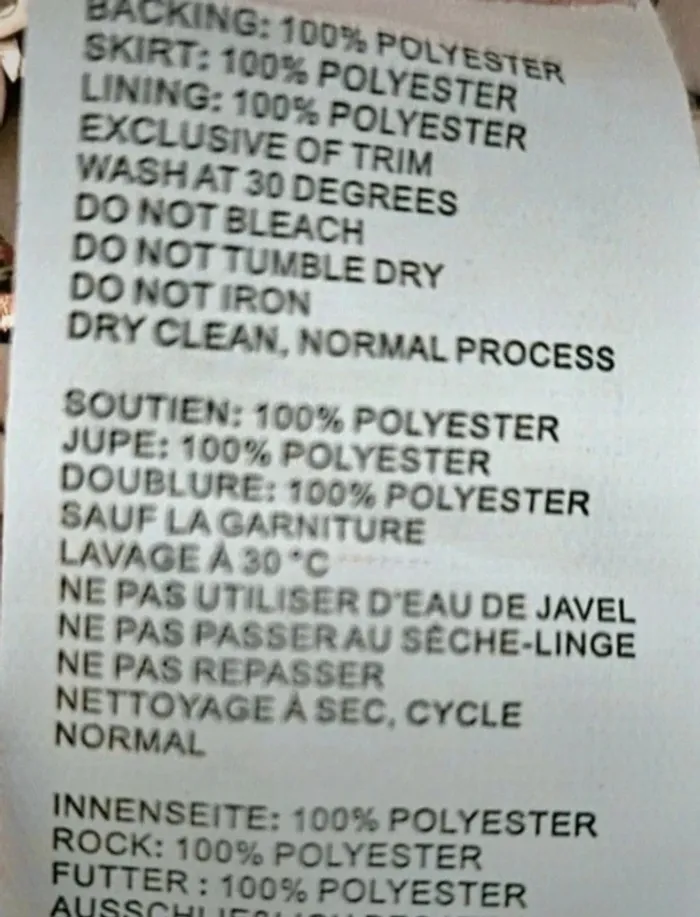 BACKING: 100% POLYESTER
SKIRT: 100% POLYESTER
LINING: 100% POLYESTER
EXCLUSIVE OF TRIM
WASH AT 30 DEGREES
DO NOT BLEACH
DO NOT TUMBLE DRY
DO NOT IRON
DRY CLEAN, NORMAL PROCESS
SOUTIEN: 100% POLYESTER
JUPE: 100% POLYESTER
DOUBLURE: 100% POLYESTER
SAUF LA GARNITURE
LAVAGE À 30 °C
NE PAS UTILISER D'EAU DE JAVEL
NE PAS PASSER AU SÈCHE-LINGE
NE PAS REPASSER
NETTOYAGE À SEC, CYCLE
NORMAL
INNENSEITE: 100% POLYESTER
ROCK: 100% POLYESTER
FUTTER : 100% POLYESTER